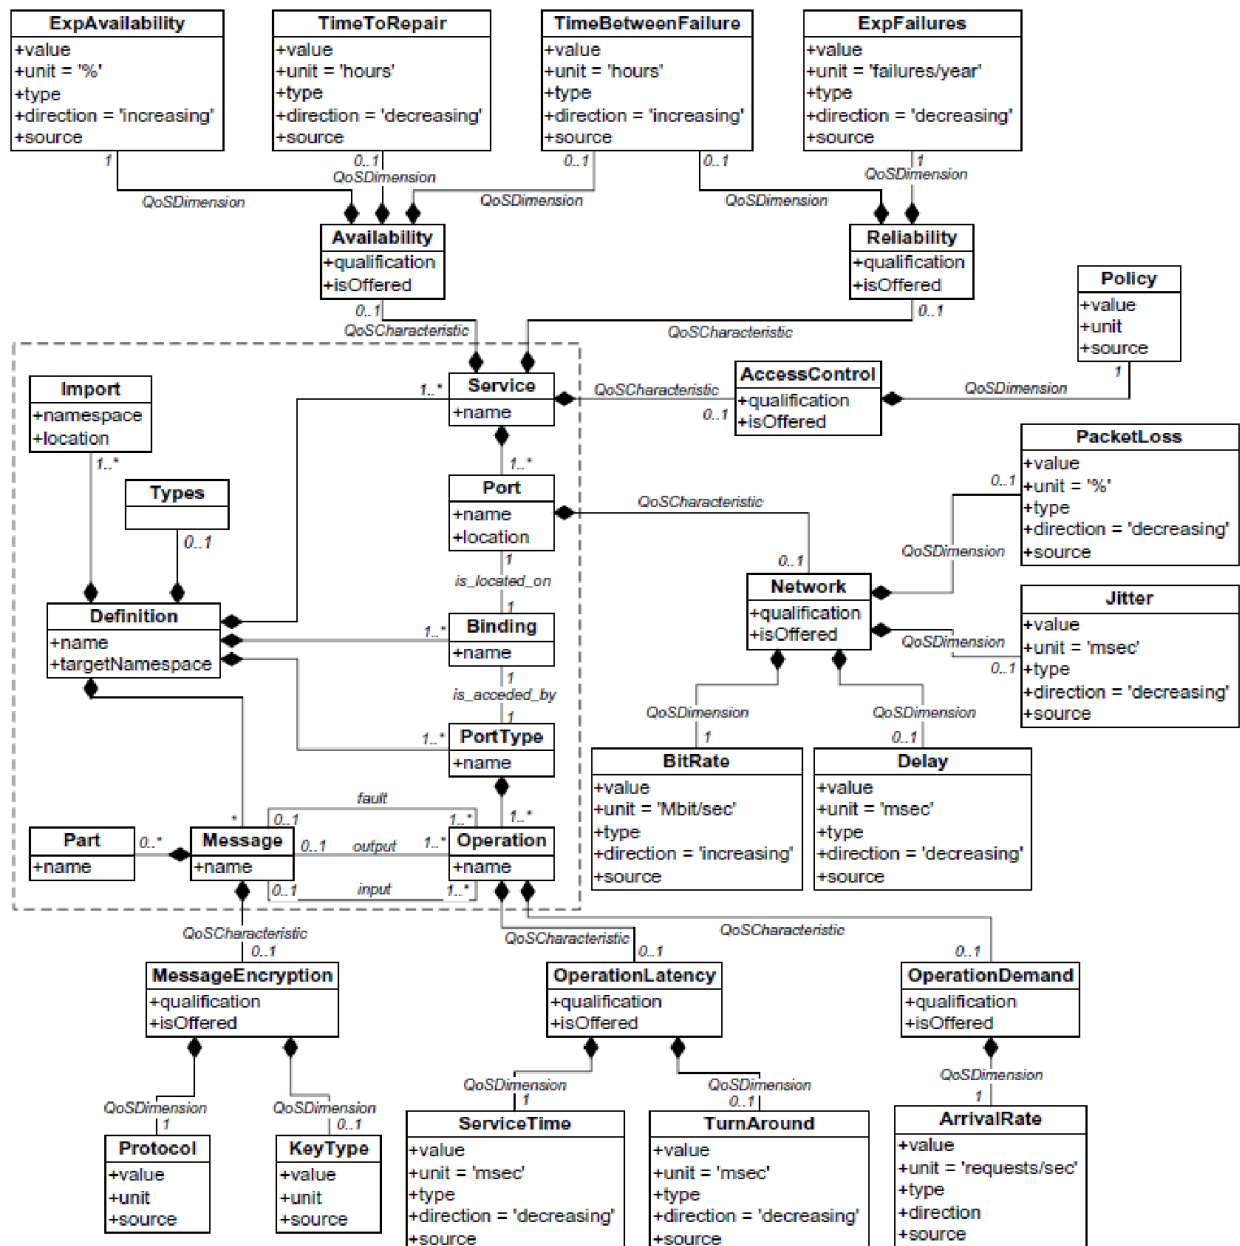 ExpAvailability
+value
+unit = '%'
+type
+direction = 'increasing'
+source
TimeToRepair
+value
+unit = 'hours'
+type
+direction = 'decreasing'
+source
TimeBetweenFailure
+value
+unit = 'hours'
+type
+direction = 'increasing'
+source
ExpFailures
+value
+unit = 'failures/year'
+type
+direction = 'decreasing'
+source
1
0..1
0..1
0..1
1
QoSDimension
QoSDimension
QoSDimension
QoSDimension
QoSDimension
Availability
+qualification
+isOffered
Reliability
+qualification
+isOffered
0..1
QoSCharacteristic
0..1
QoSCharacteristic
Policy
+value
+unit
+source
1
Import
+namespace
+location
1..*
Types
0..1
1..*
Service
+name
QoSCharacteristic
0..1
AccessControl
+qualification
+isOffered
QoSDimension
1..*
Port
+name
+location
QoSCharacteristic
0..1
PacketLoss
+value
+unit = '%'
+type
+direction = 'decreasing'
+source
0..1
QoSDimension
1
is_located_on
1
Network
+qualification
+isOffered
Jitter
+value
+unit = 'msec'
+type
+direction = 'decreasing'
+source
QoSDimension
0..1
Definition
+name
+targetNamespace
1..*
Binding
+name
1
is_acceded_by
1
1..*
PortType
+name
QoSDimension
1
QoSDimension
0..1
BitRate
+value
+unit = 'Mbit/sec'
+type
+direction = 'increasing'
+source
Delay
+value
+unit = 'msec'
+type
+direction = 'decreasing'
+source
1..*
*
fault
0..1
1..*
Part
+name
0..*
Message
+name
0..1
output
1..*
Operation
+name
0..1
input
1..*
QoSCharacteristic
0..1
QoSCharacteristic
0..1
QoSCharacteristic
0..1
MessageEncryption
+qualification
+isOffered
OperationLatency
+qualification
+isOffered
OperationDemand
+qualification
+isOffered
QoSDimension
1
QoSDimension
0..1
QoSDimension
1
QoSDimension
0..1
QoSDimension
1
Protocol
+value
+unit
+source
KeyType
+value
+unit
+source
ServiceTime
+value
+unit = 'msec'
+type
+direction = 'decreasing'
+source
TurnAround
+value
+unit = 'msec'
+type
+direction = 'decreasing'
+source
ArrivalRate
+value
+unit = 'requests/sec'
+type
+direction
+source